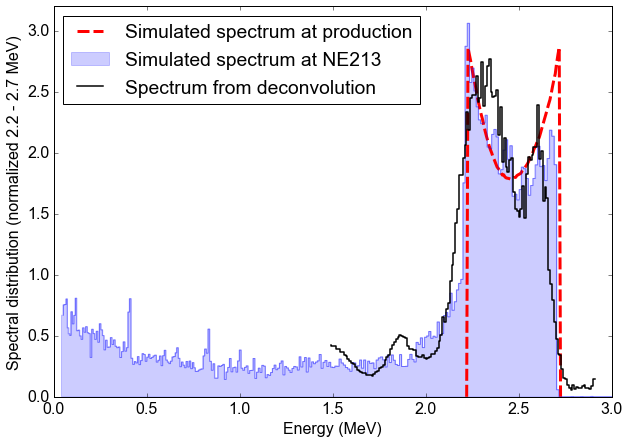 Simulated spectrum at production
Simulated spectrum at NE213
Spectrum from deconvolution
Spectral distribution (normalized 2.2 - 2.7 MeV)
3.0
2.5
2.0
1.5
1.0
0.5
0.0
0.0 0.5 1.0 1.5 2.0 2.5 3.0
Energy (MeV)